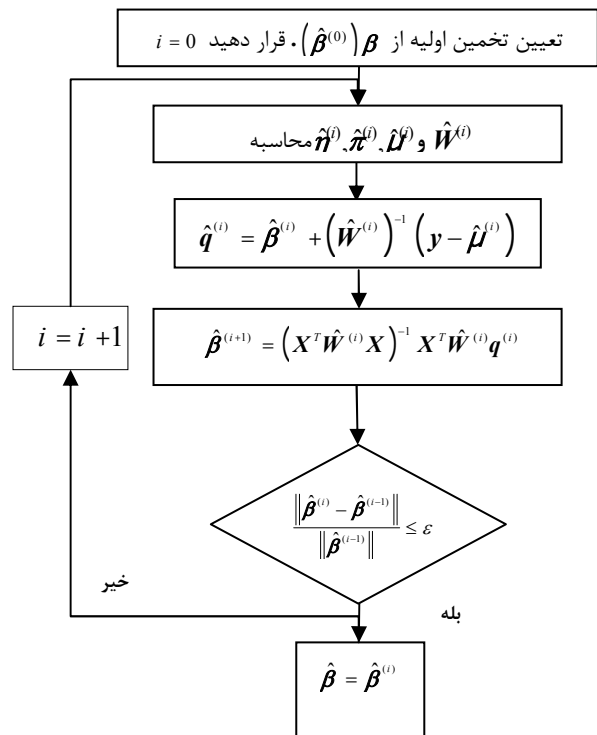 تعیین تخمین اولیه از β (β̂⁽⁰⁾). قرار دهید i = 0
محاسبه η̂⁽ⁱ⁾, π̂⁽ⁱ⁾, μ̂⁽ⁱ⁾ و Ŵ⁽ⁱ⁾
q̂⁽ⁱ⁾ = β̂⁽ⁱ⁾ + (Ŵ⁽ⁱ⁾)⁻¹ (y − μ̂⁽ⁱ⁾)
i = i + 1
β̂⁽ⁱ⁺¹⁾ = (XᵀŴ⁽ⁱ⁾X)⁻¹ XᵀŴ⁽ⁱ⁾q⁽ⁱ⁾
‖β̂⁽ⁱ⁾ − β̂⁽ⁱ⁻¹⁾‖ / ‖β̂⁽ⁱ⁻¹⁾‖ ≤ ε
خیر
بله
β̂ = β̂⁽ⁱ⁾